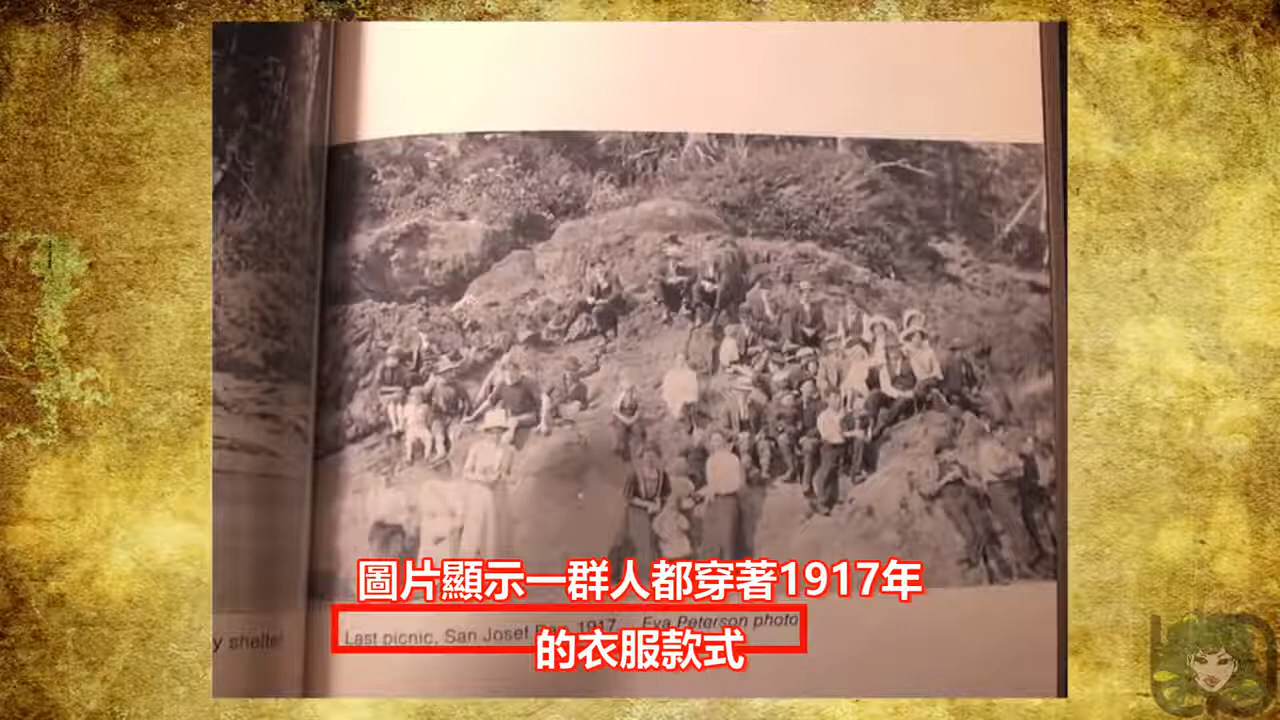 圖片顯示一群人都穿著1917年
y shelter
Last picnic, San Josef Bay, 1917. Eva Peterson photo
的衣服款式